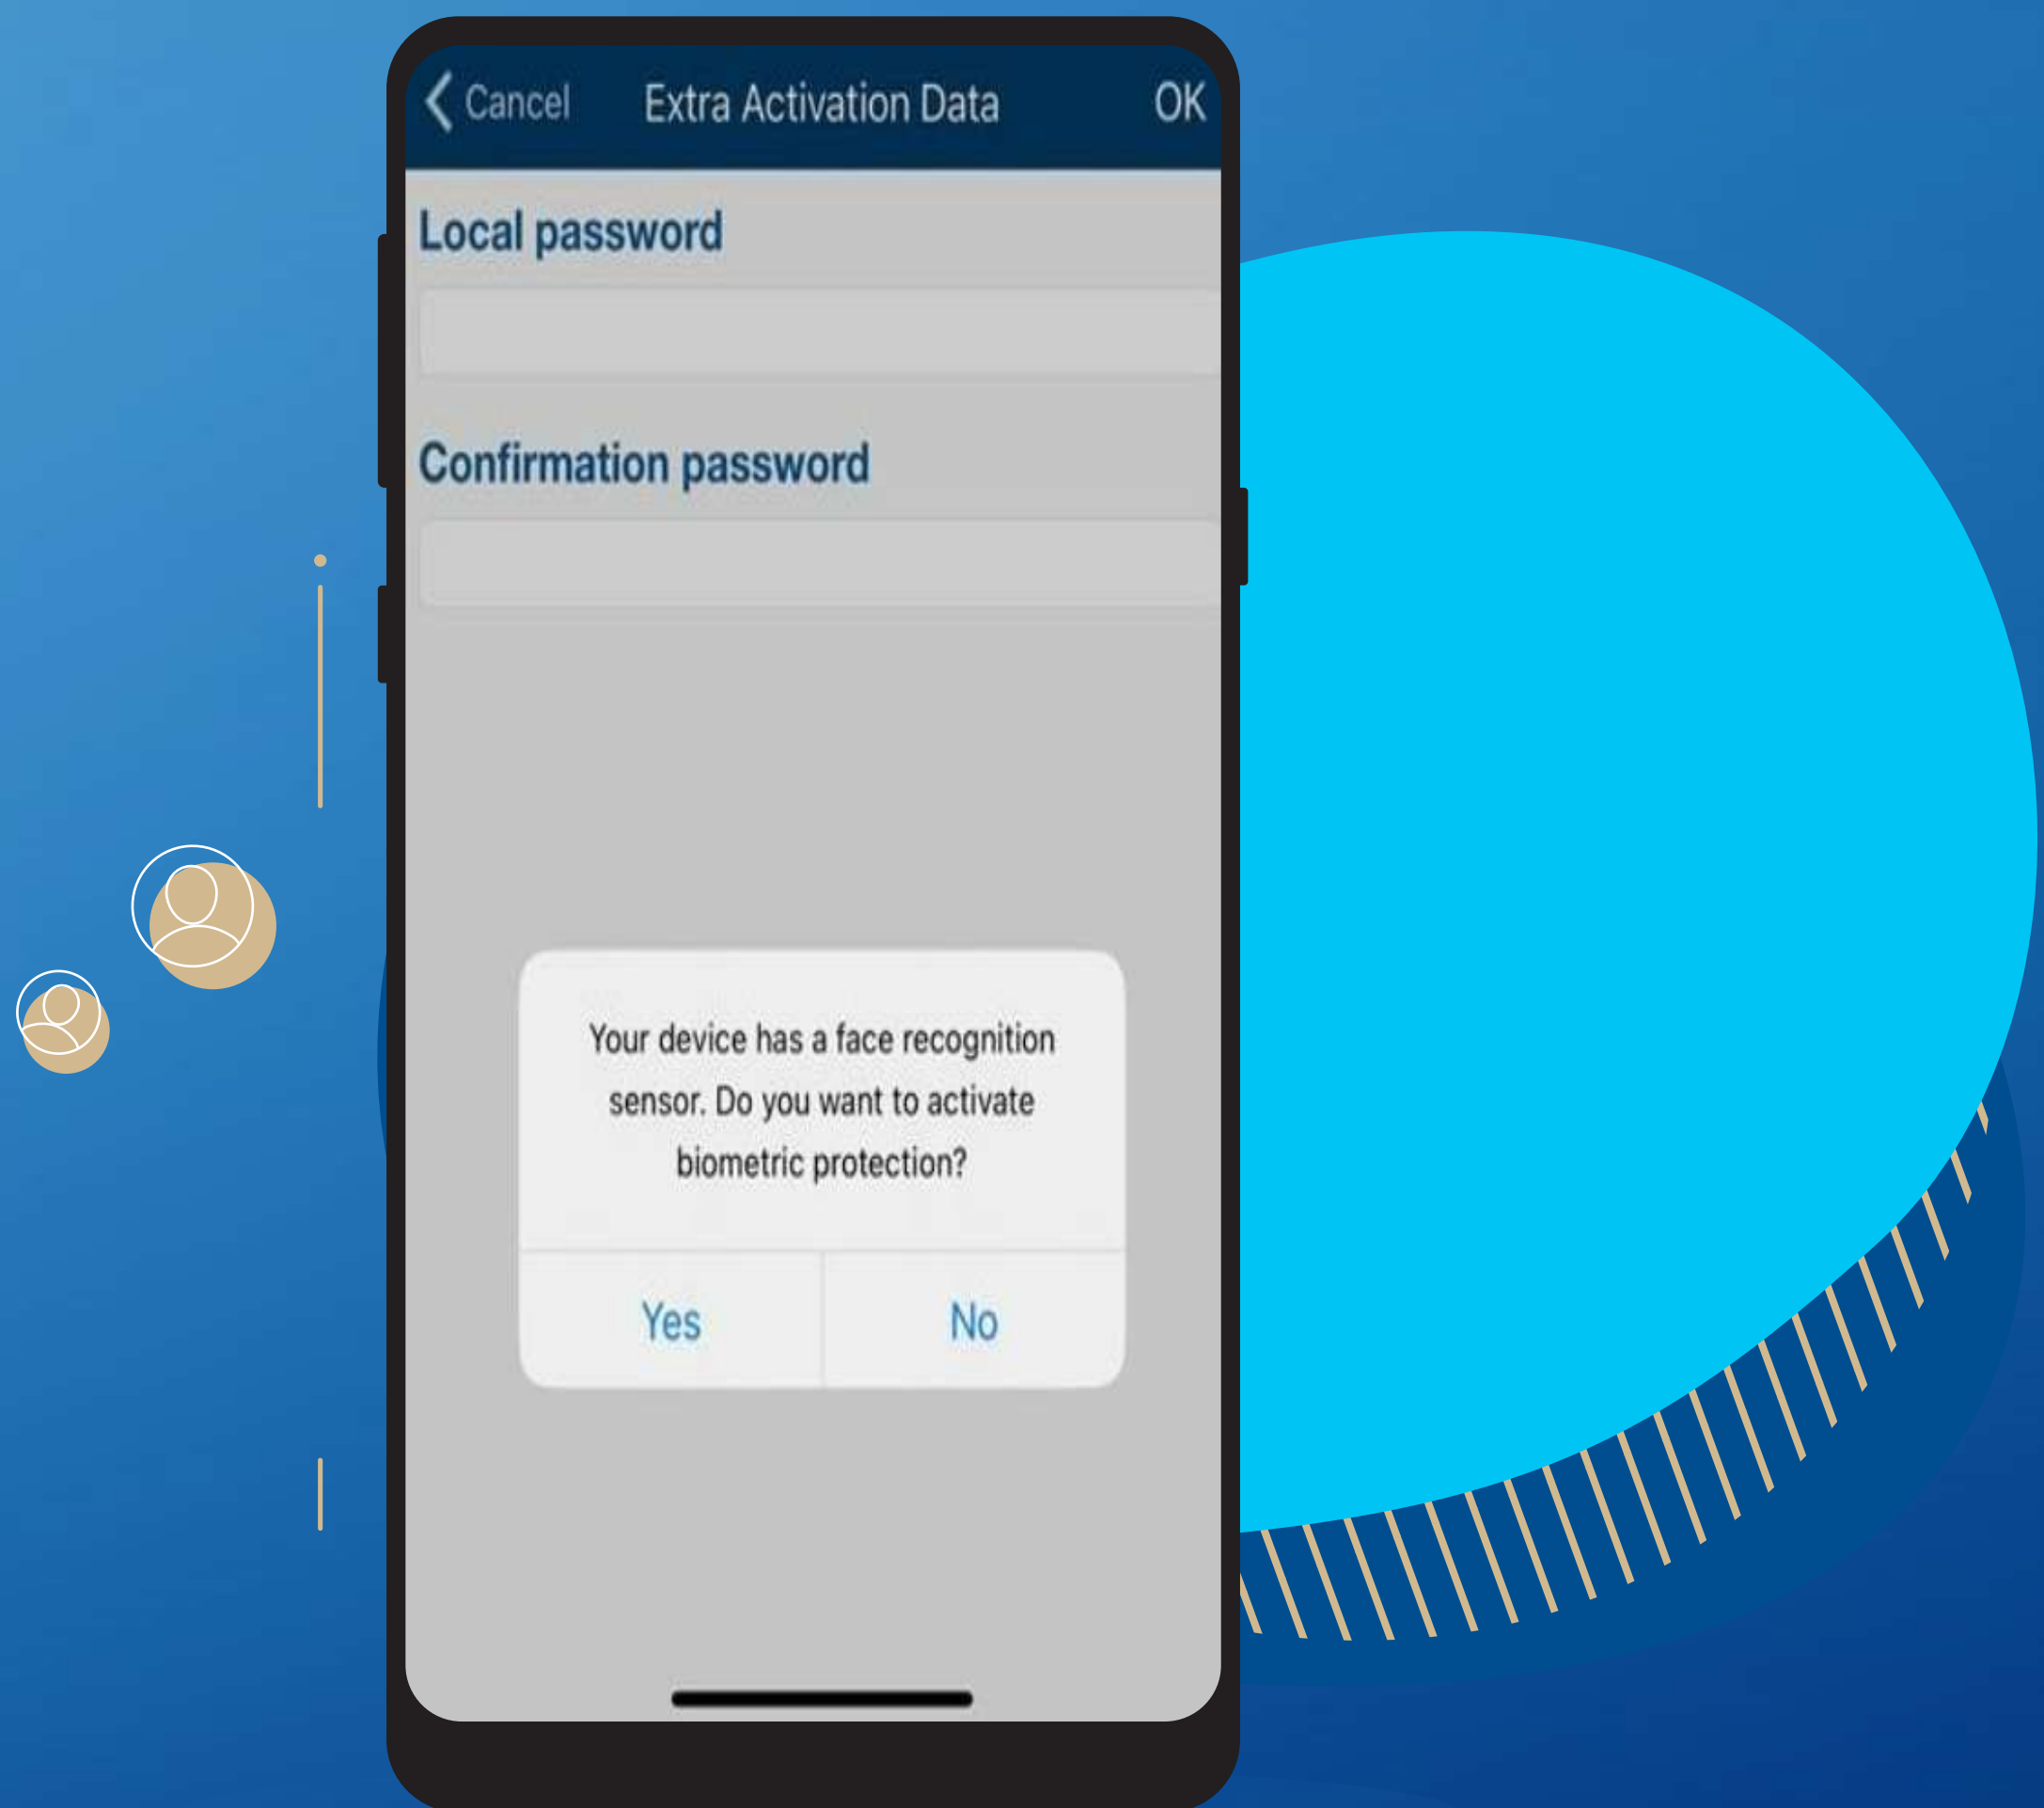 Cancel Extra Activation Data OK
Local password
Confirmation password
Your device has a face recognition
sensor. Do you want to activate
biometric protection?
Yes No